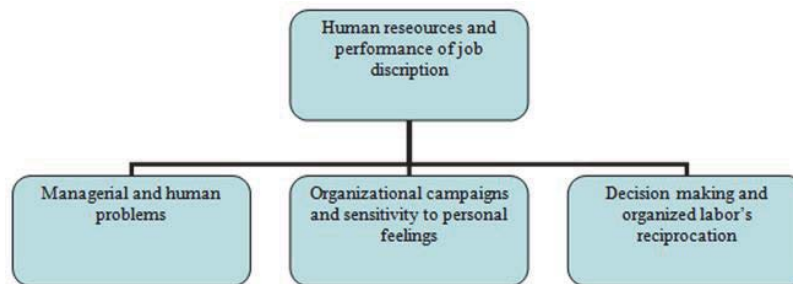 Human reseources and
performance of job
discription
Managerial and human
problems
Organizational campaigns
and sensitivity to personal
feelings
Decision making and
organized labor's
reciprocation